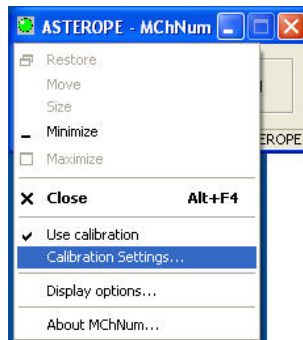 ASTEROPE - MChNum
Restore
Move
Size
Minimize
EROPE
Maximize
Close Alt+F4
Use calibration
Calibration Settings...
Display options...
About MChNum...